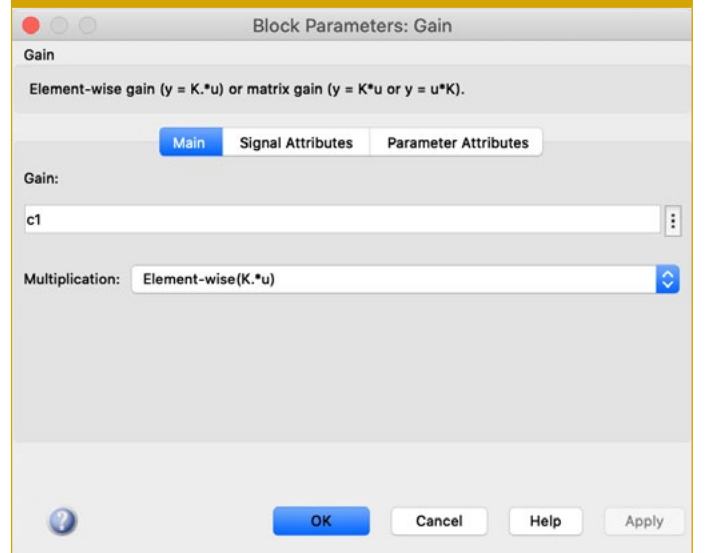 Block Parameters: Gain
Gain
Element-wise gain (y = K.*u) or matrix gain (y = K*u or y = u*K).
Main Signal Attributes Parameter Attributes
Gain:
c1
Multiplication: Element-wise(K.*u)
? OK Cancel Help Apply